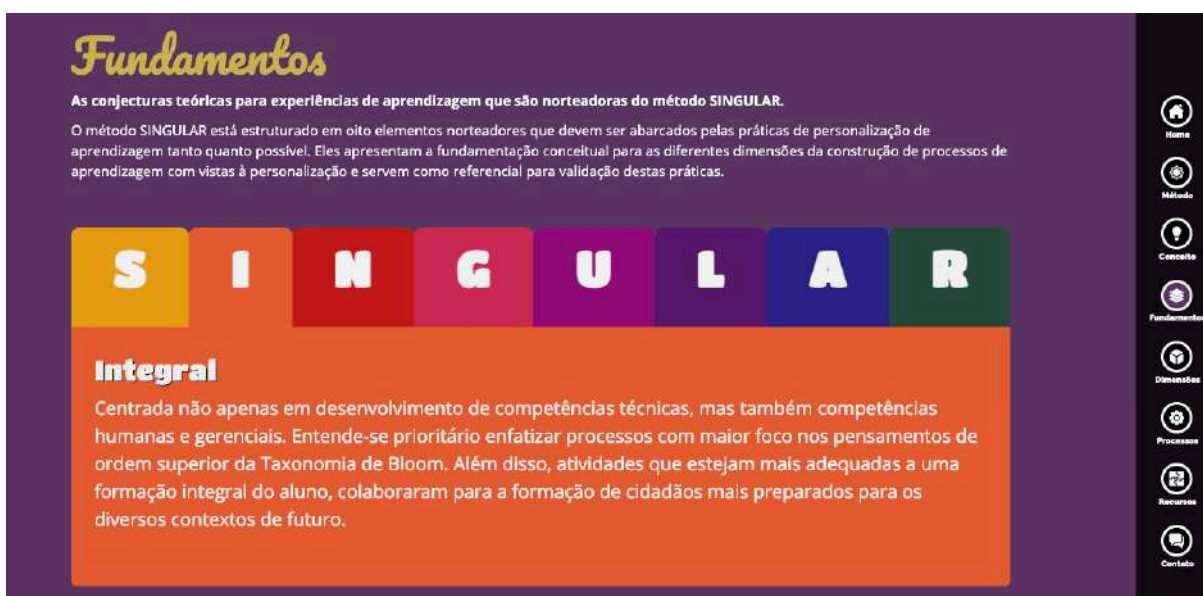 Fundamentos
As conjecturas teóricas para experiências de aprendizagem que são norteadoras do método SINGULAR.
O método SINGULAR está estruturado em oito elementos norteadores que devem ser abarcados pelas práticas de personalização de
aprendizagem tanto quanto possível. Eles apresentam a fundamentação conceitual para as diferentes dimensões da construção de processos de
aprendizagem com vistas à personalização e servem como referencial para validação destas práticas.
S I N G U L A R
Integral
Centrada não apenas em desenvolvimento de competências técnicas, mas também competências
humanas e gerenciais. Entende-se prioritário enfatizar processos com maior foco nos pensamentos de
ordem superior da Taxonomia de Bloom. Além disso, atividades que estejam mais adequadas a uma
formação integral do aluno, colaboraram para a formação de cidadãos mais preparados para os
diversos contextos de futuro.
Home
Método
Conceito
Fundamentos
Dimensões
Processos
Recursos
Contato